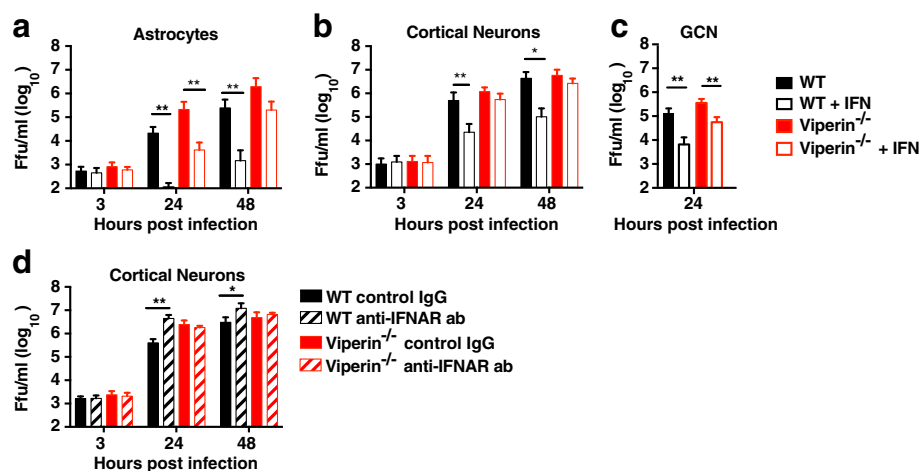 a
Astrocytes
Ffu/ml (log10)
7
6
5
4
3
2
**
**
**
3
24
48
Hours post infection
b
Cortical Neurons
Ffu/ml (log10)
7
6
5
4
3
2
**
*
3
24
48
Hours post infection
c
GCN
Ffu/ml (log10)
7
6
5
4
3
2
**
**
24
Hours post infection
WT
WT + IFN
Viperin-/-
Viperin-/- + IFN
d
Cortical Neurons
Ffu/ml (log10)
7
6
5
4
3
2
**
*
3
24
48
Hours post infection
WT control IgG
WT anti-IFNAR ab
Viperin-/- control IgG
Viperin-/- anti-IFNAR ab